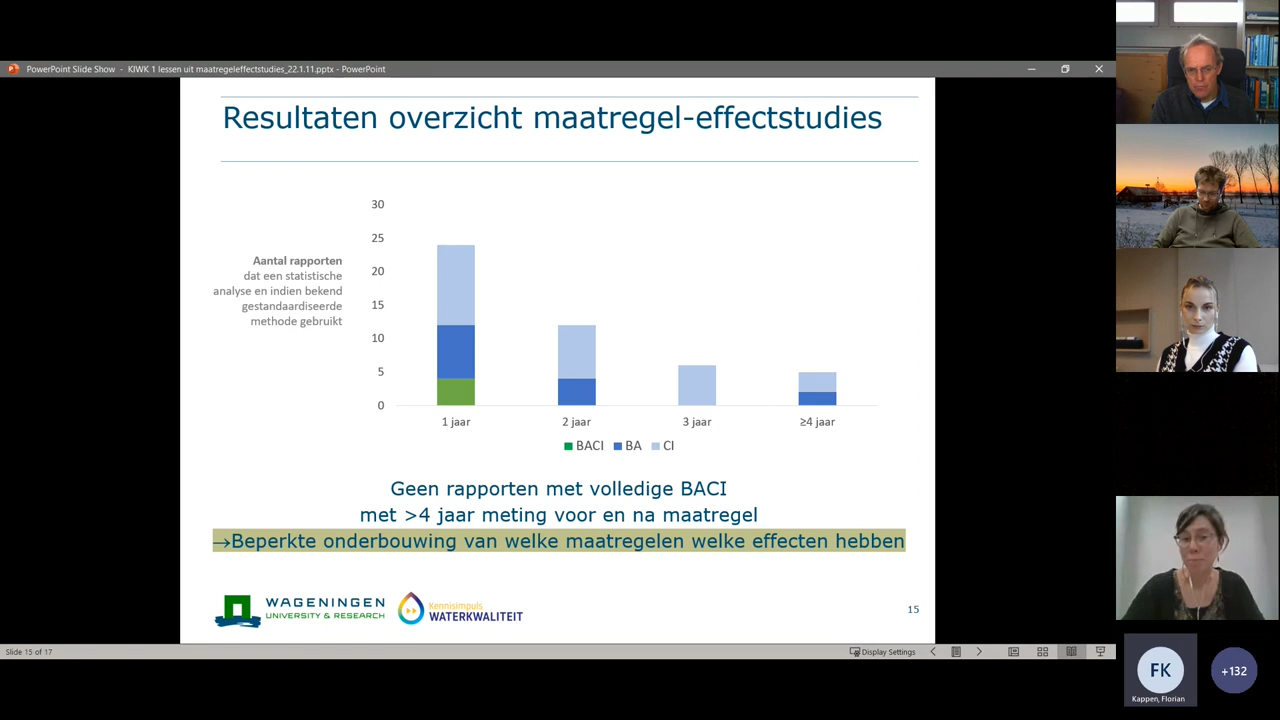 PowerPoint Slide Show - KIWK 1 lessen uit maatregeleffectstudies_22.1.11.pptx - PowerPoint
Resultaten overzicht maatregel-effectstudies
Aantal rapporten
dat een statistische
analyse en indien bekend
gestandaardiseerde
methode gebruikt
30
25
20
15
10
5
0
1 jaar
2 jaar
3 jaar
≥4 jaar
BACI
BA
CI
Geen rapporten met volledige BACI
met >4 jaar meting voor en na maatregel
→Beperkte onderbouwing van welke maatregelen welke effecten hebben
WAGENINGEN
UNIVERSITY & RESEARCH
Kennisimpuls
WATERKWALITEIT
15
Slide 15 of 17
Display Settings
FK
Kappen, Florian
+132